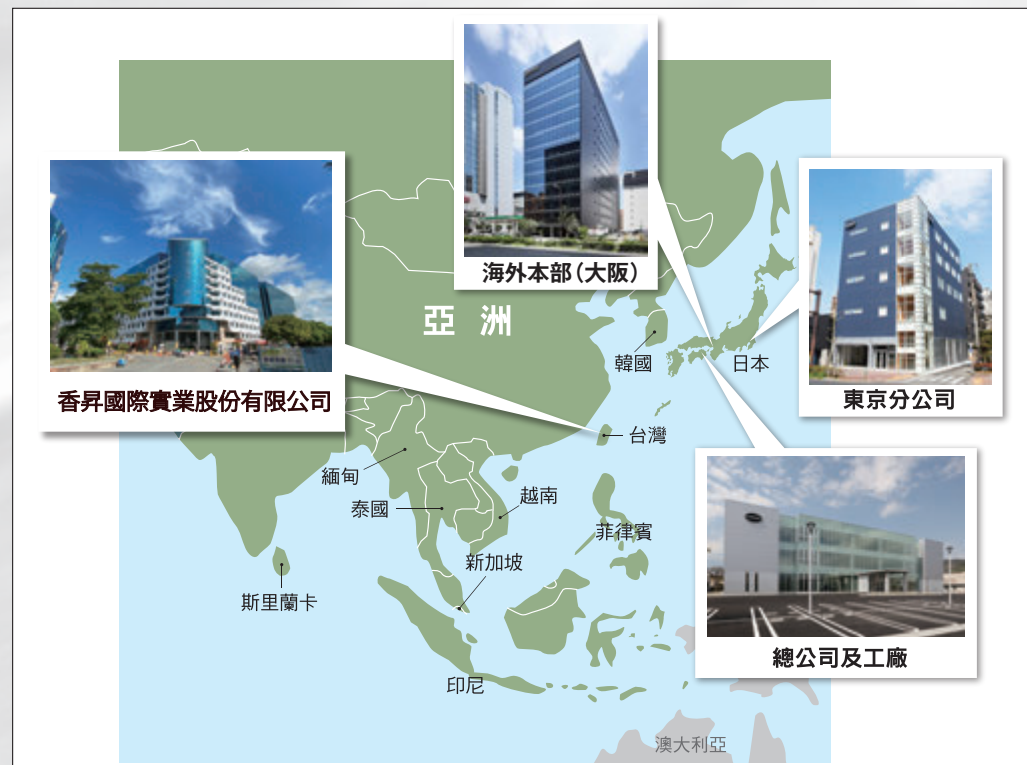 海外本部(大阪)
亞洲
香昇國際實業股份有限公司
韓國
日本
東京分公司
台灣
緬甸
泰國
越南
菲律賓
新加坡
斯里蘭卡
總公司及工廠
印尼
澳大利亞